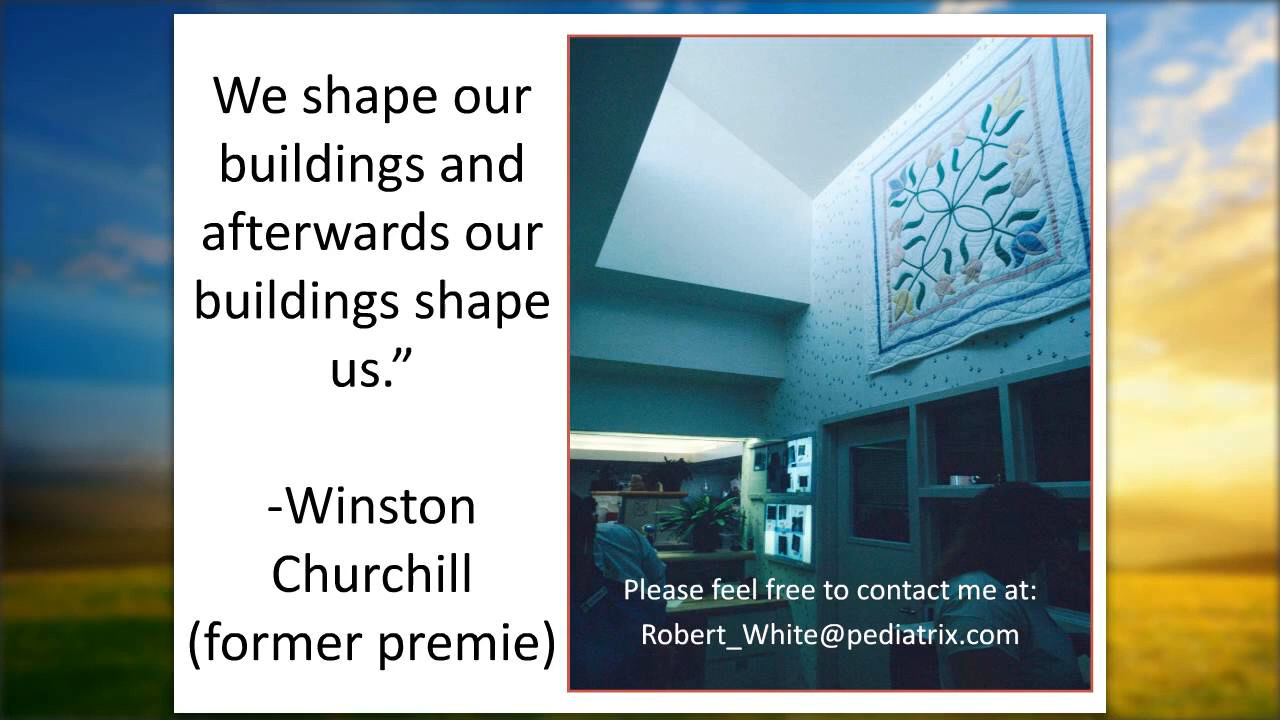 We shape our
buildings and
afterwards our
buildings shape
us.”
-Winston
Churchill
(former premie)
Please feel free to contact me at:
Robert_White@pediatrix.com